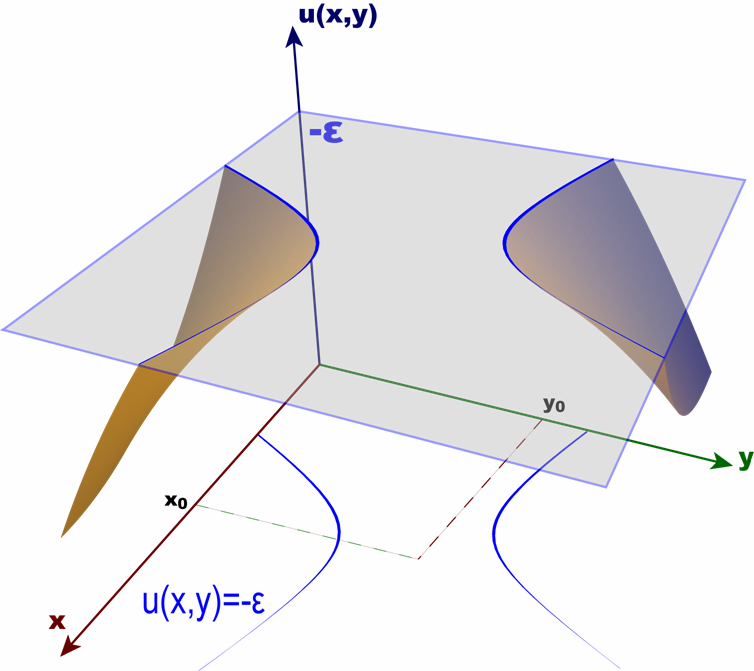 u(x,y)
-ε
y₀
y
x₀
u(x,y)=-ε
x